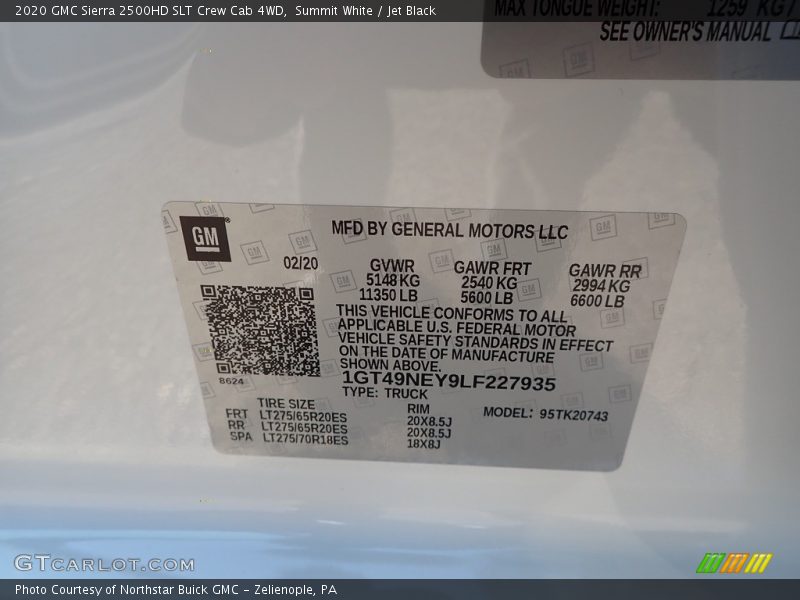 2020 GMC Sierra 2500HD SLT Crew Cab 4WD, Summit White / Jet Black
MAX TONGUE WEIGHT: 1259 KG /
SEE OWNER'S MANUAL
GM
MFD BY GENERAL MOTORS LLC
02/20
GVWR GAWR FRT GAWR RR
5148 KG 2540 KG 2994 KG
11350 LB 5600 LB 6600 LB
THIS VEHICLE CONFORMS TO ALL
APPLICABLE U.S. FEDERAL MOTOR
VEHICLE SAFETY STANDARDS IN EFFECT
ON THE DATE OF MANUFACTURE
SHOWN ABOVE.
8624
1GT49NEY9LF227935
TYPE: TRUCK
TIRE SIZE RIM MODEL: 95TK20743
FRT LT275/65R20ES 20X8.5J
RR LT275/65R20ES 20X8.5J
SPA LT275/70R18ES 18X8J
GTCARLOT.COM
Photo Courtesy of Northstar Buick GMC - Zelienople, PA